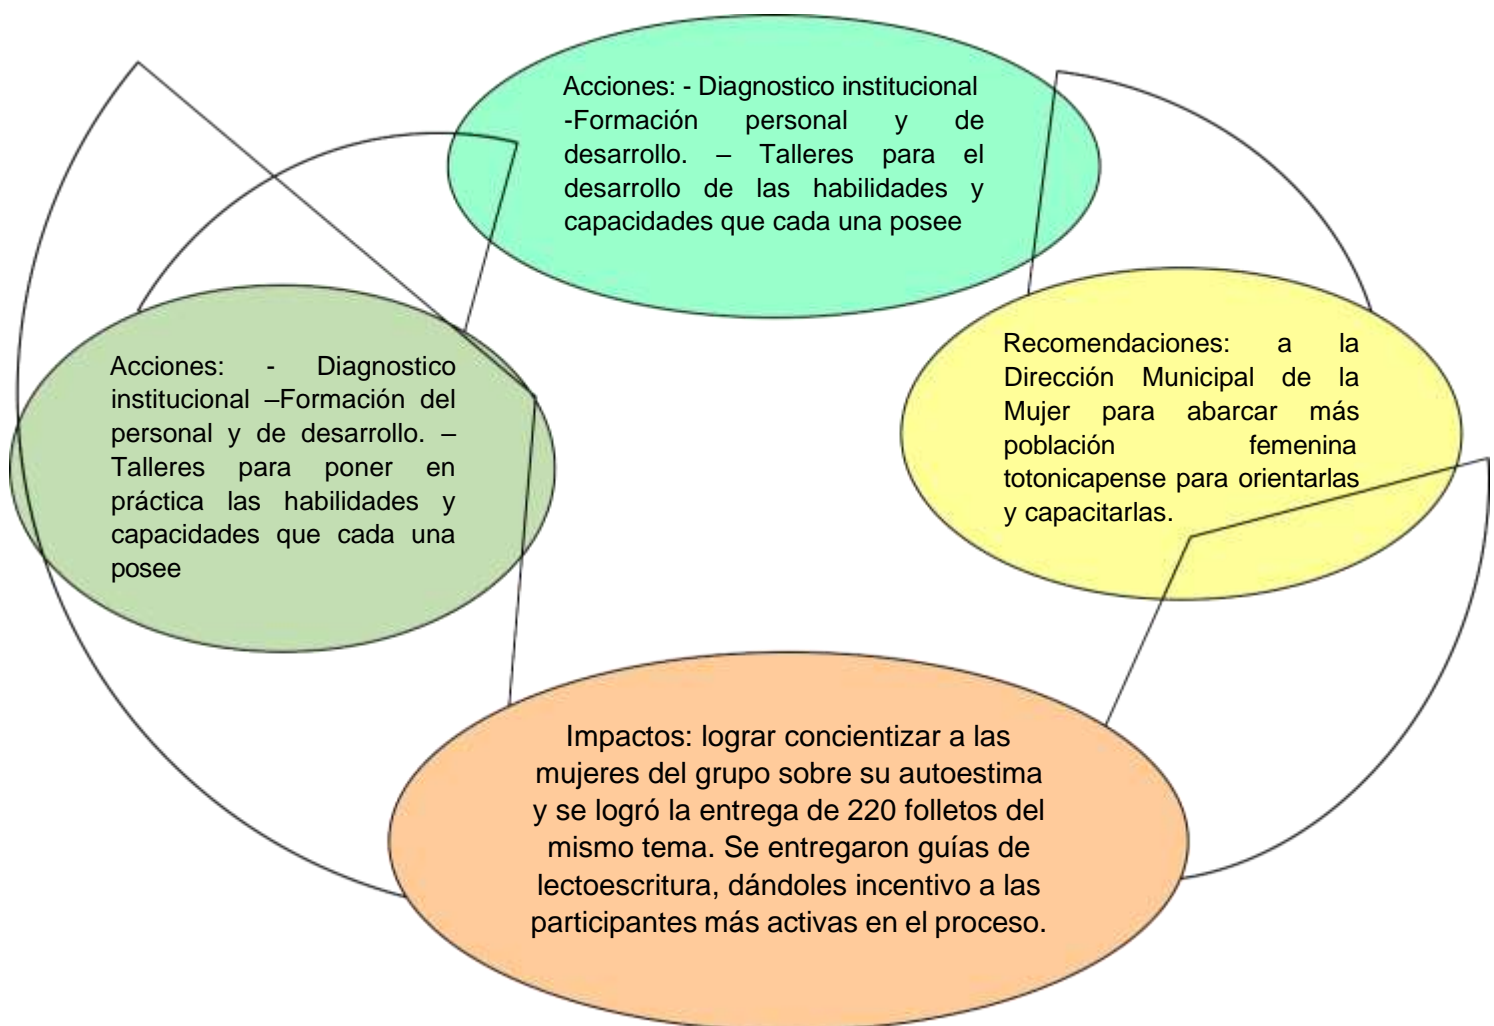 Acciones: - Diagnostico institucional
-Formación personal y de
desarrollo. – Talleres para el
desarrollo de las habilidades y
capacidades que cada una posee
Acciones: - Diagnostico
institucional –Formación del
personal y de desarrollo. –
Talleres para poner en
práctica las habilidades y
capacidades que cada una
posee
Recomendaciones: a la
Dirección Municipal de la
Mujer para abarcar más
población femenina
totonicapense para orientarlas
y capacitarlas.
Impactos: lograr concientizar a las
mujeres del grupo sobre su autoestima
y se logró la entrega de 220 folletos del
mismo tema. Se entregaron guías de
lectoescritura, dándoles incentivo a las
participantes más activas en el proceso.